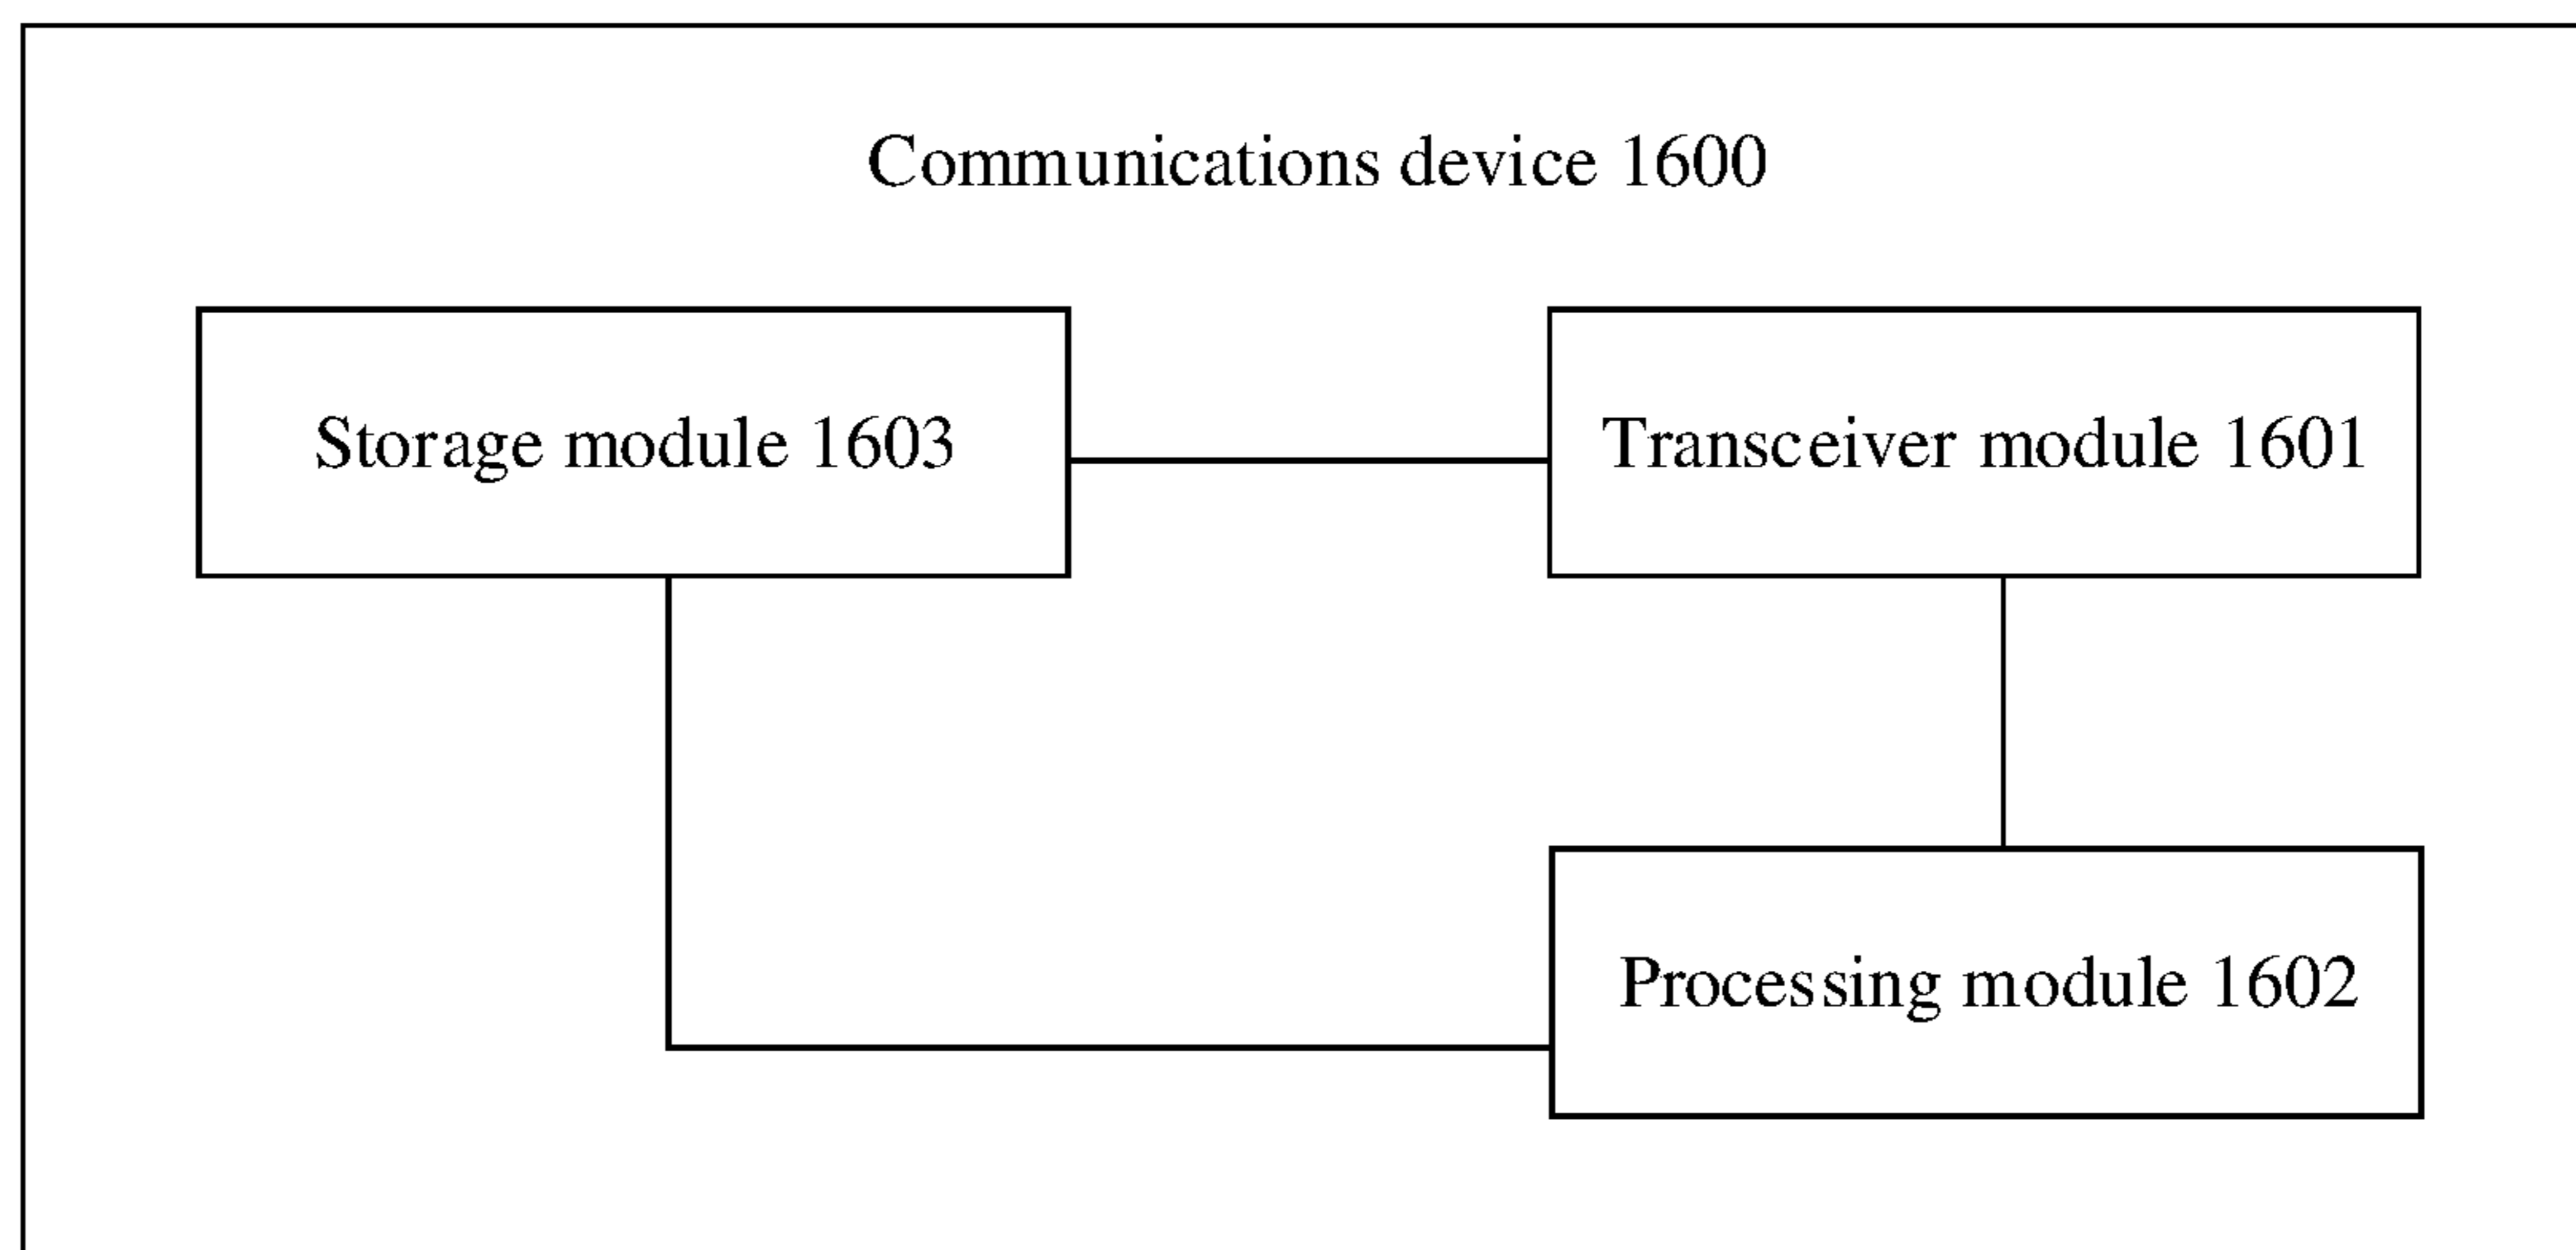 Communications device 1600
Storage module 1603
Transceiver module 1601
Processing module 1602